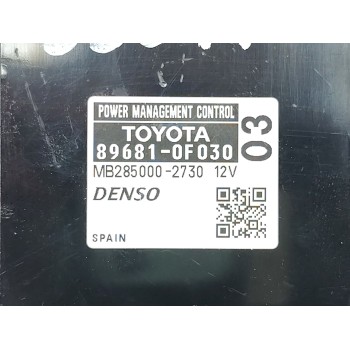 POWER MANAGEMENT CONTROL
TOYOTA
89681-0F030
03
MB285000-2730 12V
DENSO
SPAIN